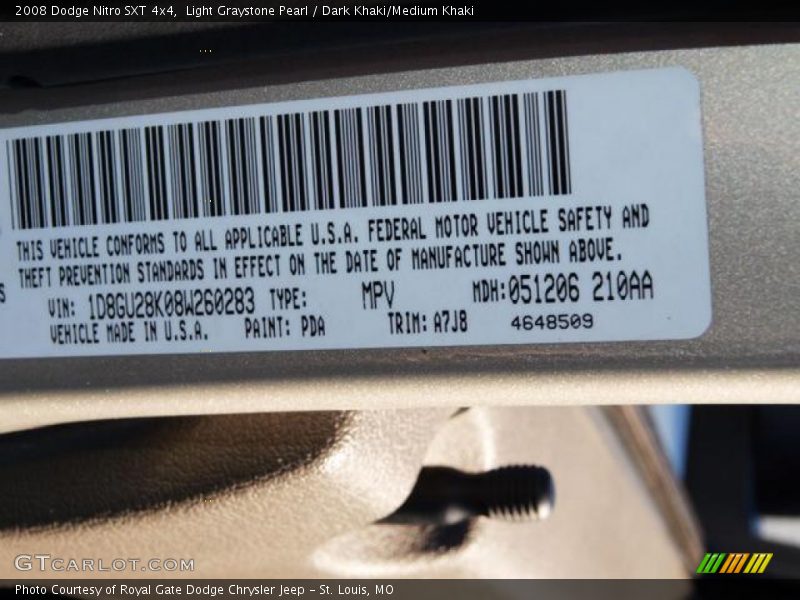 2008 Dodge Nitro SXT 4x4, Light Graystone Pearl / Dark Khaki/Medium Khaki
THIS VEHICLE CONFORMS TO ALL APPLICABLE U.S.A. FEDERAL MOTOR VEHICLE SAFETY AND
THEFT PREVENTION STANDARDS IN EFFECT ON THE DATE OF MANUFACTURE SHOWN ABOVE.
S
VIN: 1D8GU28K08W260283 TYPE: MPV MDH: 051206 210AA
VEHICLE MADE IN U.S.A. PAINT: PDA TRIM: A7J8 4648509
GTCARLOT.COM
Photo Courtesy of Royal Gate Dodge Chrysler Jeep - St. Louis, MO